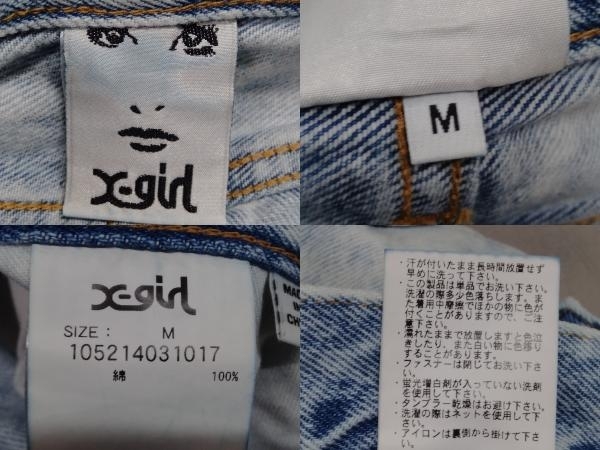 X-girl
M
X-girl
SIZE: M
105214031017
綿 100%
MADE
IN
CH
・汗が付いたまま長時間放置せず
早めに洗って下さい。
・この製品は単品でお洗い下さい。
洗濯の際多少色落ちします。ま
た着用中摩擦でほかの物に色が
付くことがありますので、ご注
意下さい。
・濡れたままで放置しますと色泣
きしたり、また白い物に色移り
することがあります。
・ファスナーは閉じてお洗い下さ
い。
・蛍光増白剤が入っていない洗剤
を使用して下さい。
・タンブラー乾燥はお避け下さい。
・洗濯の際はネットを使用して下
さい。
・アイロンは裏側から掛けて下さ
い。